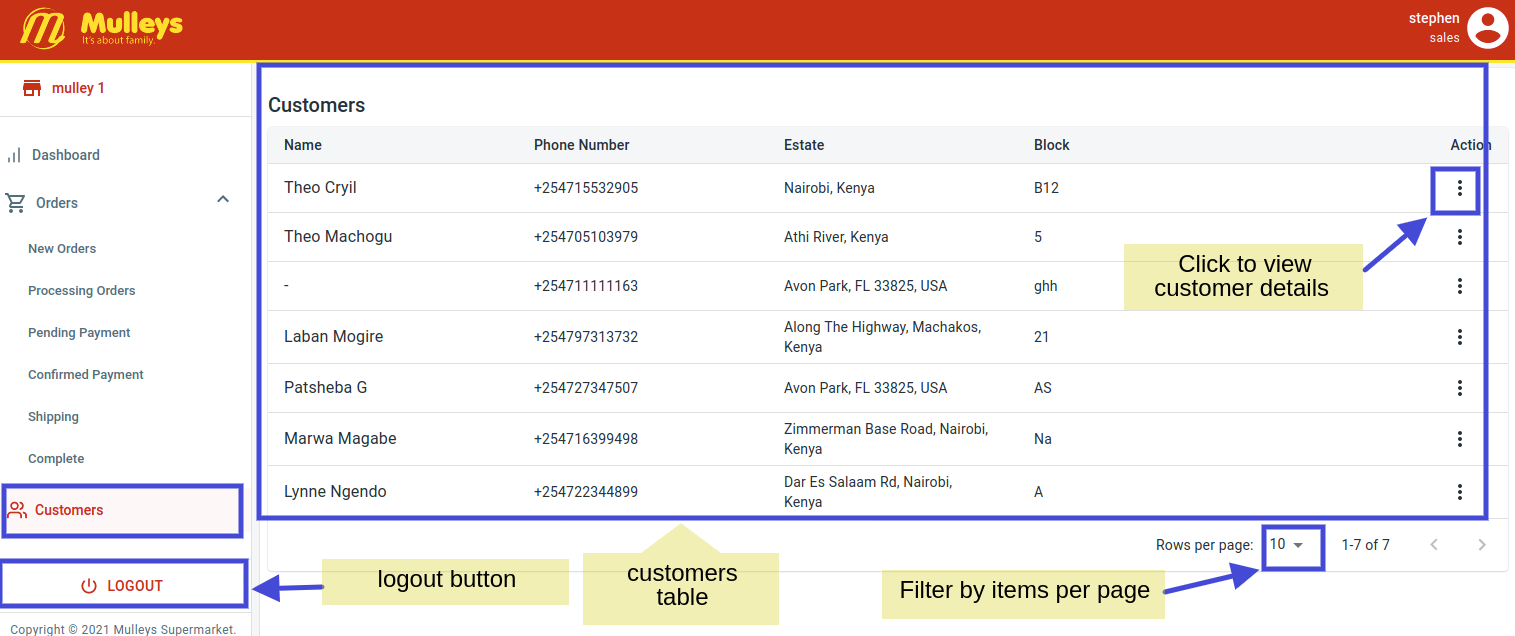 Mulleys
It's about family.
stephen
sales
mulley 1
Dashboard
Orders
New Orders
Processing Orders
Pending Payment
Confirmed Payment
Shipping
Complete
Customers
LOGOUT
Copyright © 2021 Mulleys Supermarket.
Customers
Name Phone Number Estate Block Action
Theo Cryil +254715532905 Nairobi, Kenya B12
Theo Machogu +254705103979 Athi River, Kenya 5
- +254711111163 Avon Park, FL 33825, USA ghh
Laban Mogire +254797313732 Along The Highway, Machakos, 21
Kenya
Patsheba G +254727347507 Avon Park, FL 33825, USA AS
Marwa Magabe +254716399498 Zimmerman Base Road, Nairobi, Na
Kenya
Lynne Ngendo +254722344899 Dar Es Salaam Rd, Nairobi, A
Kenya
Rows per page: 10 1-7 of 7
Click to view
customer details
logout button
customers
table
Filter by items per page